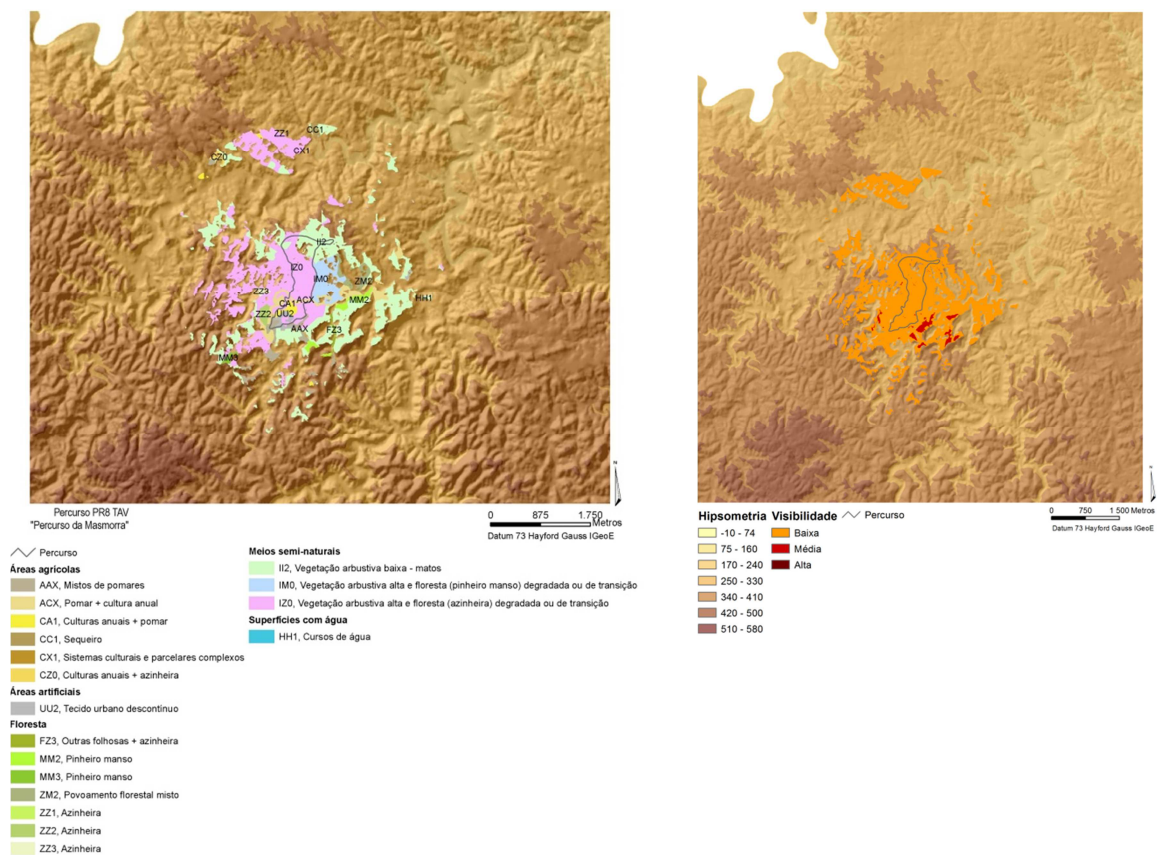 ZZ1
CC1
CX1
CZ0
II2
IZ0
IM0
ZM2
ZZ3
CA1
ACX
MM2
HH1
ZZ2
UU2
AAX
FZ3
MM3
N
N
Percurso PR8 TAV
"Percurso da Masmorra"
0 875 1.750
Metros
Datum 73 Hayford Gauss IGeoE
Percurso
Áreas agrícolas
AAX, Mistos de pomares
ACX, Pomar + cultura anual
CA1, Culturas anuais + pomar
CC1, Sequeiro
CX1, Sistemas culturais e parcelares complexos
CZ0, Culturas anuais + azinheira
Áreas artificiais
UU2, Tecido urbano descontínuo
Floresta
FZ3, Outras folhosas + azinheira
MM2, Pinheiro manso
MM3, Pinheiro manso
ZM2, Povoamento florestal misto
ZZ1, Azinheira
ZZ2, Azinheira
ZZ3, Azinheira
Meios semi-naturais
II2, Vegetação arbustiva baixa - matos
IM0, Vegetação arbustiva alta e floresta (pinheiro manso) degradada ou de transição
IZ0, Vegetação arbustiva alta e floresta (azinheira) degradada ou de transição
Superfícies com água
HH1, Cursos de água
Hipsometria
-10 - 74
75 - 160
170 - 240
250 - 330
340 - 410
420 - 500
510 - 580
Visibilidade
Baixa
Média
Alta
Percurso
0 750 1 500 Metros
Datum 73 Hayford Gauss IGeoE